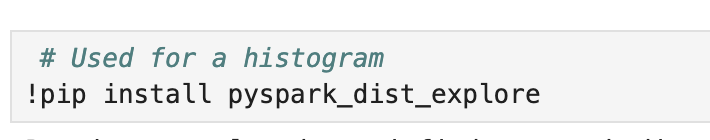 # Used for a histogram
!pip install pyspark_dist_explore